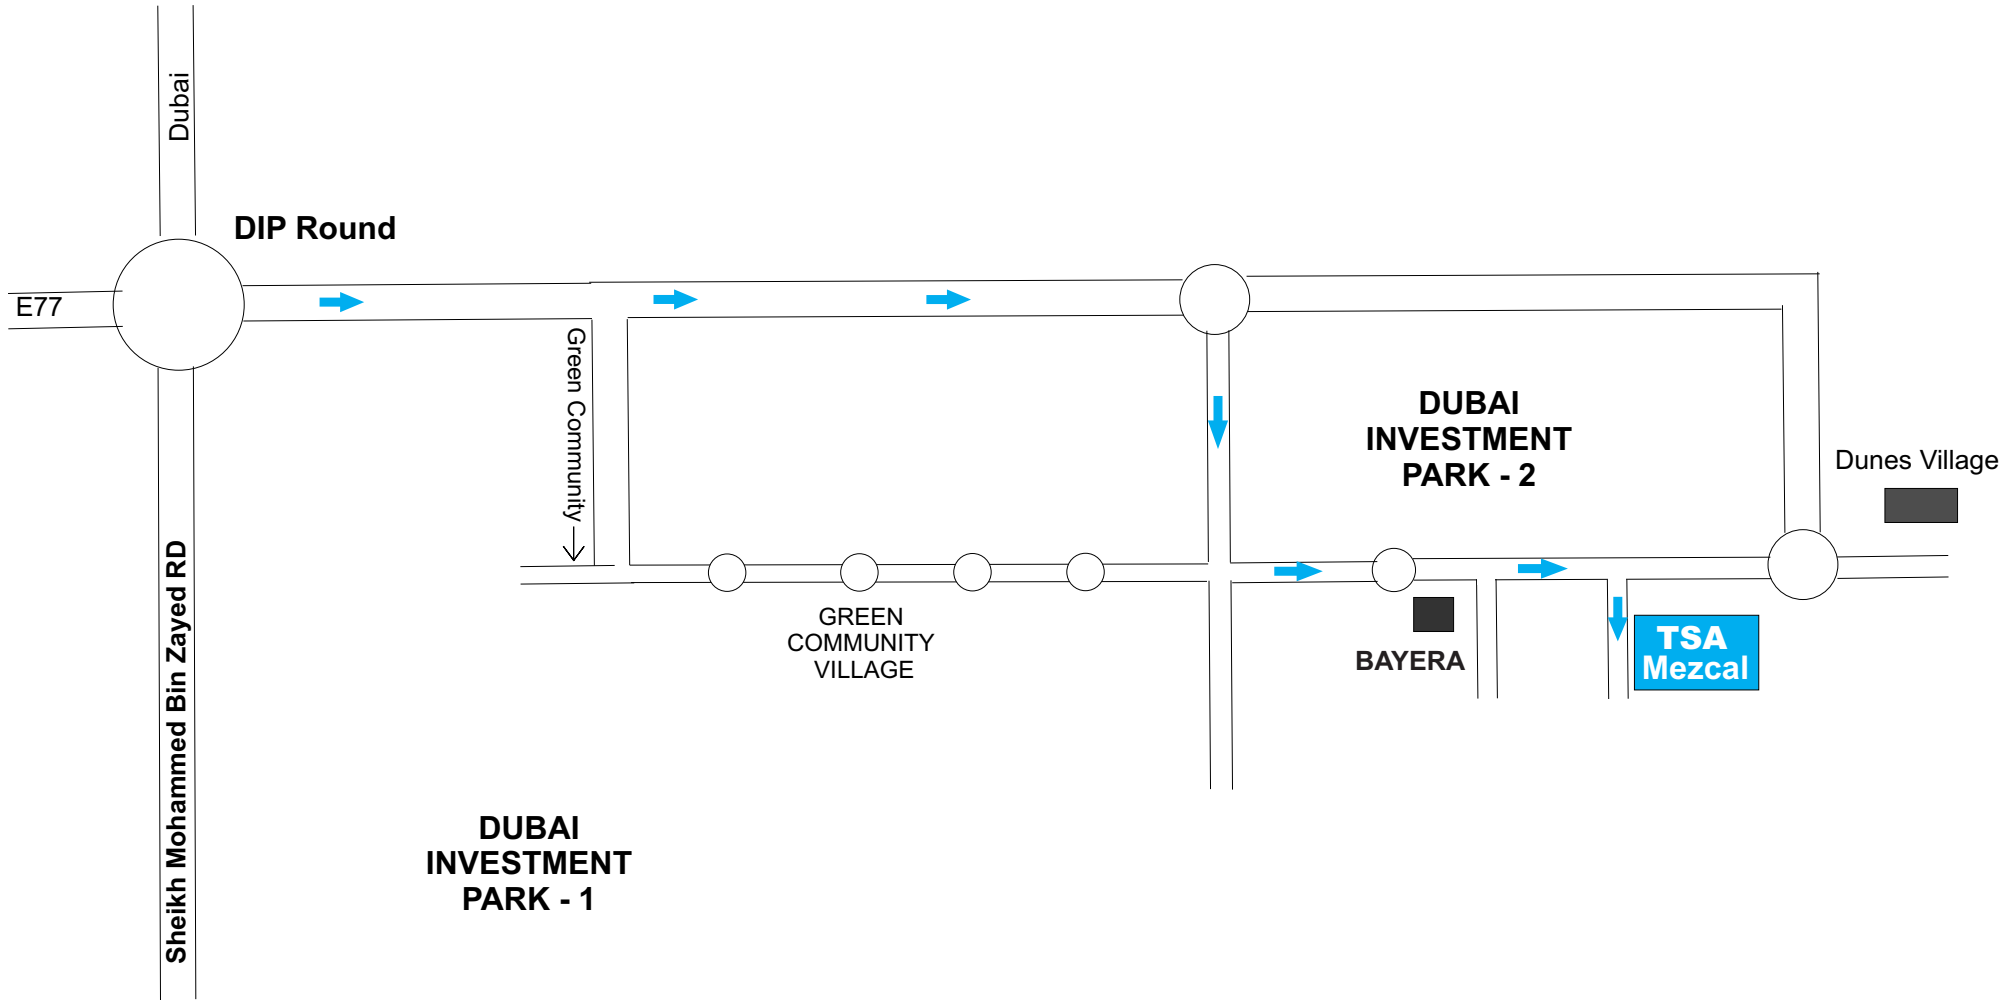 Dubai
DIP Round
E77
Green Community
DUBAI
INVESTMENT
PARK - 2
Dunes Village
GREEN
COMMUNITY
VILLAGE
BAYERA
TSA
Mezcal
Sheikh Mohammed Bin Zayed RD
DUBAI
INVESTMENT
PARK - 1